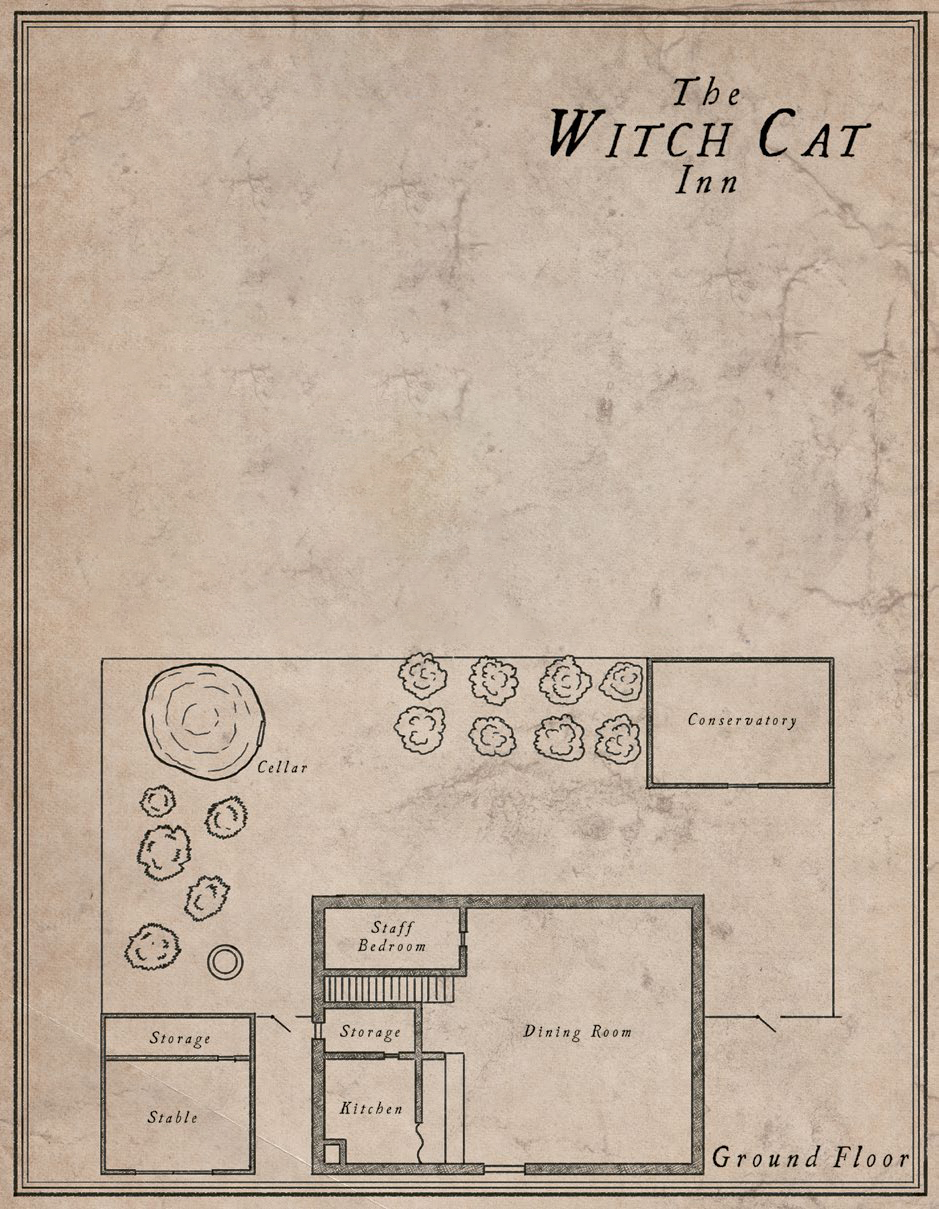 The
WITCH CAT
Inn
Conservatory
Cellar
Staff
Bedroom
Storage
Storage
Dining Room
Stable
Kitchen
Ground Floor